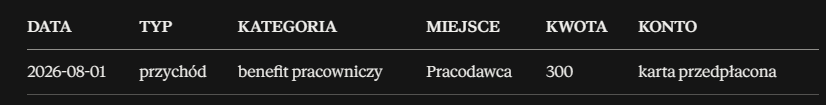 DATA TYP KATEGORIA MIEJSCE KWOTA KONTO
2026-08-01 przychód benefit pracowniczy Pracodawca 300 karta przedpłacona